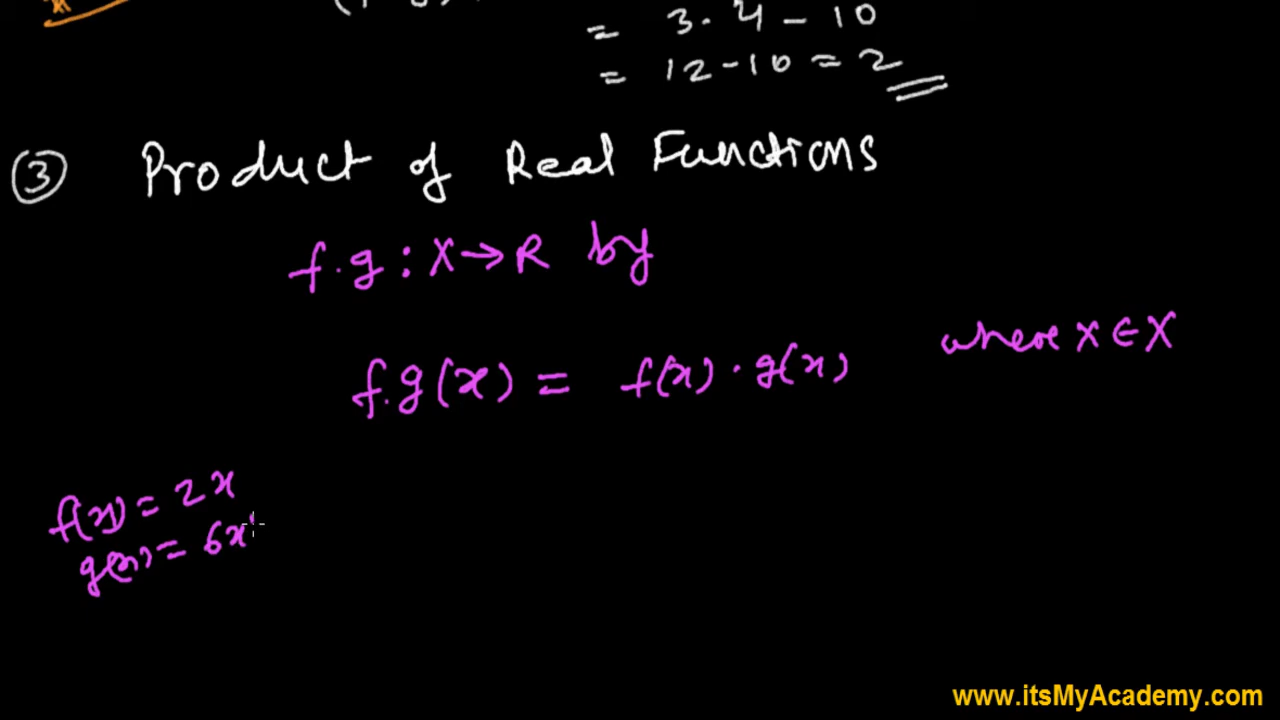 = 3. 4 - 10
= 12 - 10 = 2
③ Product of Real Functions
f.g : X → R by
f.g(x) = f(x) . g(x) where x ∈ X
f(x) = 2x
g(x) = 6x
www.itsMyAcademy.com